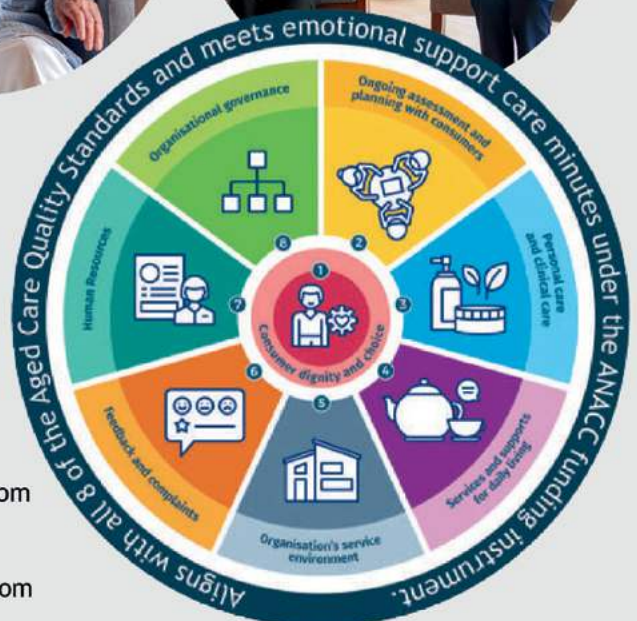 Aligns with all 8 of the Aged Care Quality Standards and meets emotional support care minutes under the ANACC funding instrument.
1
Consumer dignity and choice
2
Ongoing assessment and
planning with consumers
3
Personal care
and clinical care
4
Services and supports
for daily living
5
Organisation's service
environment
6
Feedback and complaints
7
Human Resources
8
Organisational governance
om
om